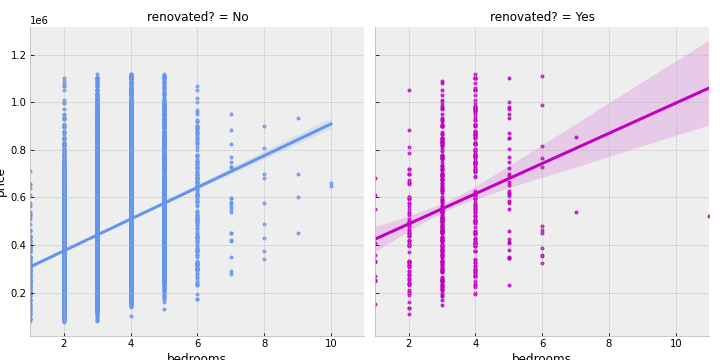 renovated? = No
renovated? = Yes
1e6
1.2
1.0
0.8
0.6
0.4
0.2
price
2
4
6
8
10
2
4
6
8
10
bedrooms
bedrooms